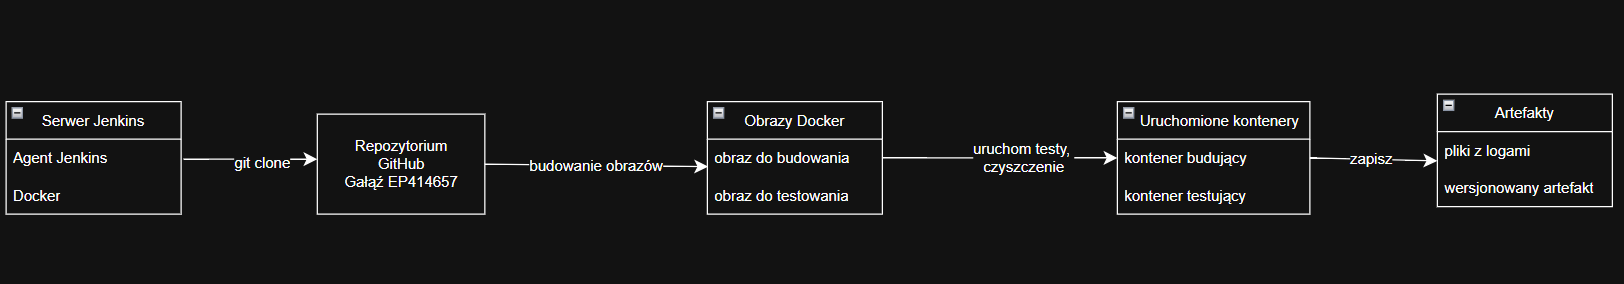 Serwer Jenkins
Agent Jenkins
Docker
git clone
Repozytorium
GitHub
Gałąź EP414657
budowanie obrazów
Obrazy Docker
obraz do budowania
obraz do testowania
uruchom testy,
czyszczenie
Uruchomione kontenery
kontener budujący
kontener testujący
zapisz
Artefakty
pliki z logami
wersjonowany artefakt